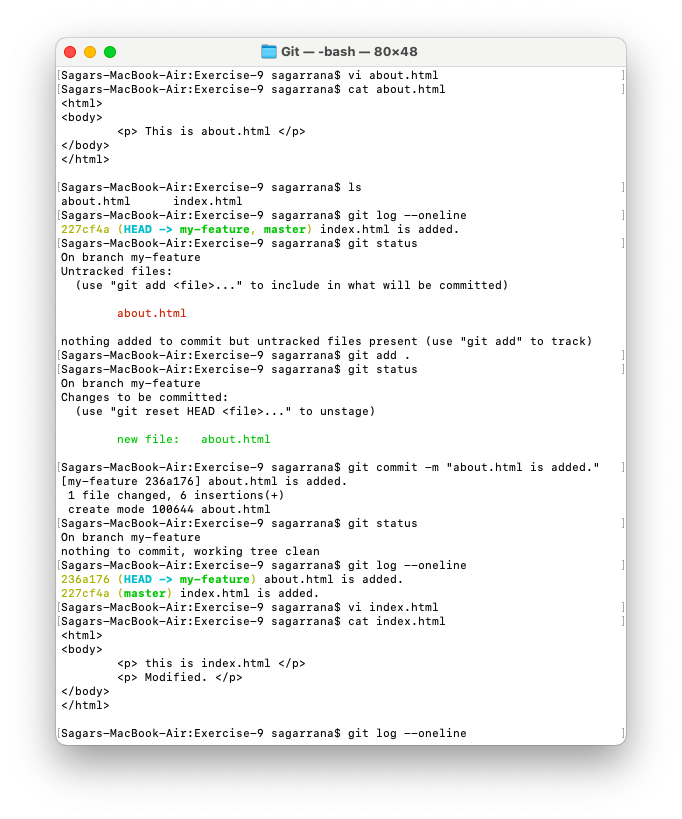 Git — -bash — 80×48
[Sagars-MacBook-Air:Exercise-9 sagarrana$ vi about.html ]
[Sagars-MacBook-Air:Exercise-9 sagarrana$ cat about.html ]
<html>
<body>
        <p> This is about.html </p>
</body>
</html>
[Sagars-MacBook-Air:Exercise-9 sagarrana$ ls ]
about.html      index.html
[Sagars-MacBook-Air:Exercise-9 sagarrana$ git log --oneline ]
227cf4a (HEAD -> my-feature, master) index.html is added.
[Sagars-MacBook-Air:Exercise-9 sagarrana$ git status ]
On branch my-feature
Untracked files:
  (use "git add <file>..." to include in what will be committed)
        about.html
nothing added to commit but untracked files present (use "git add" to track)
[Sagars-MacBook-Air:Exercise-9 sagarrana$ git add . ]
[Sagars-MacBook-Air:Exercise-9 sagarrana$ git status ]
On branch my-feature
Changes to be committed:
  (use "git reset HEAD <file>..." to unstage)
        new file:   about.html
[Sagars-MacBook-Air:Exercise-9 sagarrana$ git commit -m "about.html is added." ]
[my-feature 236a176] about.html is added.
 1 file changed, 6 insertions(+)
 create mode 100644 about.html
[Sagars-MacBook-Air:Exercise-9 sagarrana$ git status ]
On branch my-feature
nothing to commit, working tree clean
[Sagars-MacBook-Air:Exercise-9 sagarrana$ git log --oneline ]
236a176 (HEAD -> my-feature) about.html is added.
227cf4a (master) index.html is added.
[Sagars-MacBook-Air:Exercise-9 sagarrana$ vi index.html ]
[Sagars-MacBook-Air:Exercise-9 sagarrana$ cat index.html ]
<html>
<body>
        <p> this is index.html </p>
        <p> Modified. </p>
</body>
</html>
[Sagars-MacBook-Air:Exercise-9 sagarrana$ git log --oneline ]